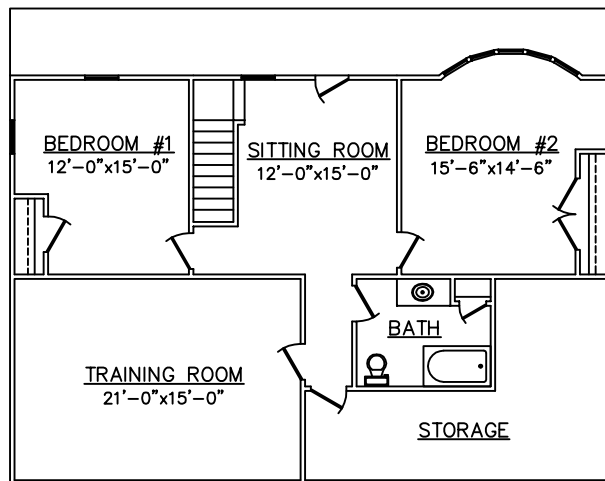 BEDROOM #1
12'-0"x15'-0"
SITTING ROOM
12'-0"x15'-0"
BEDROOM #2
15'-6"x14'-6"
BATH
TRAINING ROOM
21'-0"x15'-0"
STORAGE